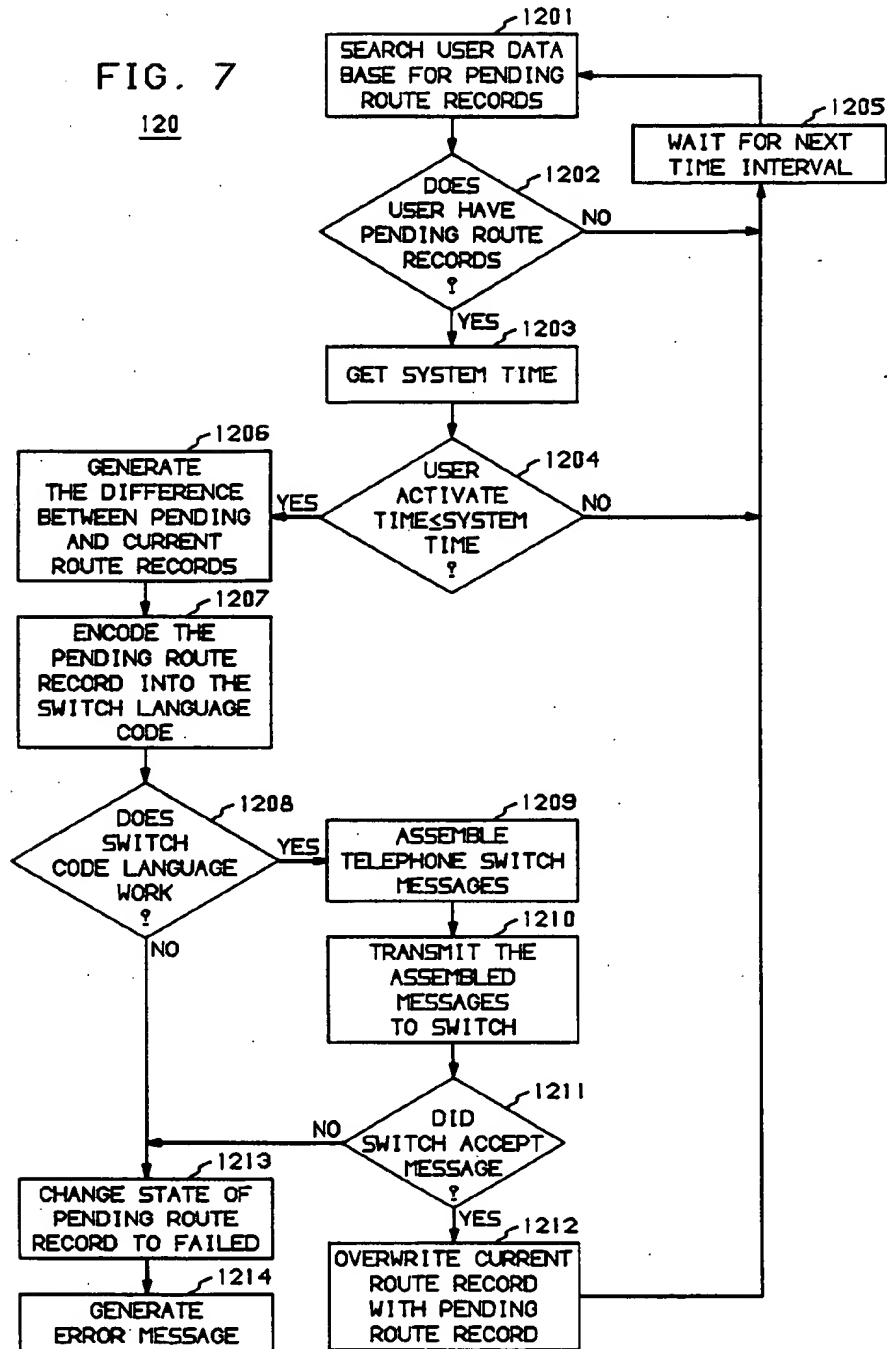 FIG. 7
120
1201
SEARCH USER DATA
BASE FOR PENDING
ROUTE RECORDS
1205
WAIT FOR NEXT
TIME INTERVAL
1202
DOES
USER HAVE
PENDING ROUTE
RECORDS
?
NO
YES
1203
GET SYSTEM TIME
1204
USER
ACTIVATE
TIME≤SYSTEM
TIME
?
NO
YES
1206
GENERATE
THE DIFFERENCE
BETWEEN PENDING
AND CURRENT
ROUTE RECORDS
1207
ENCODE THE
PENDING ROUTE
RECORD INTO THE
SWITCH LANGUAGE
CODE
1208
DOES
SWITCH
CODE LANGUAGE
WORK
?
YES
NO
1209
ASSEMBLE
TELEPHONE SWITCH
MESSAGES
1210
TRANSMIT THE
ASSEMBLED
MESSAGES
TO SWITCH
1211
DID
SWITCH ACCEPT
MESSAGE
?
NO
YES
1212
OVERWRITE CURRENT
ROUTE RECORD
WITH PENDING
ROUTE RECORD
1213
CHANGE STATE OF
PENDING ROUTE
RECORD TO FAILED
1214
GENERATE
ERROR MESSAGE